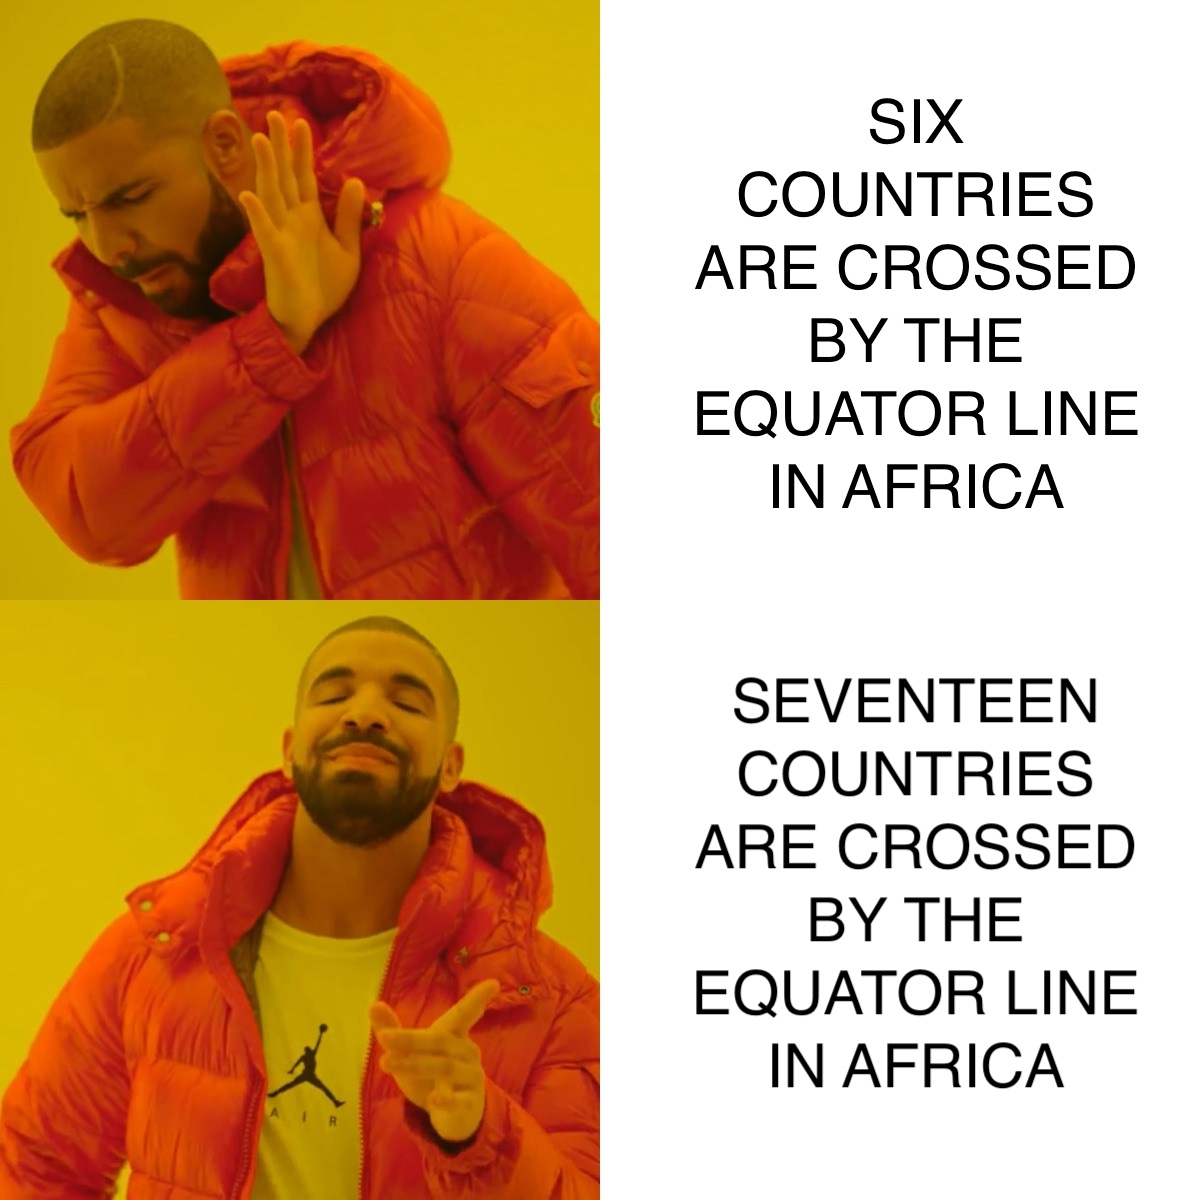 SIX
COUNTRIES
ARE CROSSED
BY THE
EQUATOR LINE
IN AFRICA
SEVENTEEN
COUNTRIES
ARE CROSSED
BY THE
EQUATOR LINE
IN AFRICA
AIR